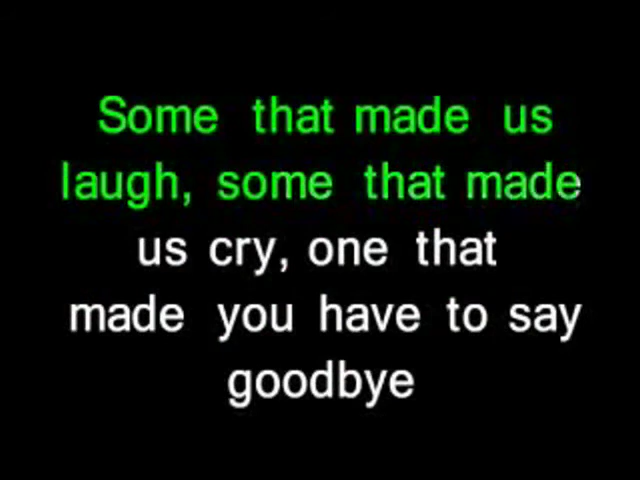 Some that made us
laugh, some that made
us cry, one that
made you have to say
goodbye